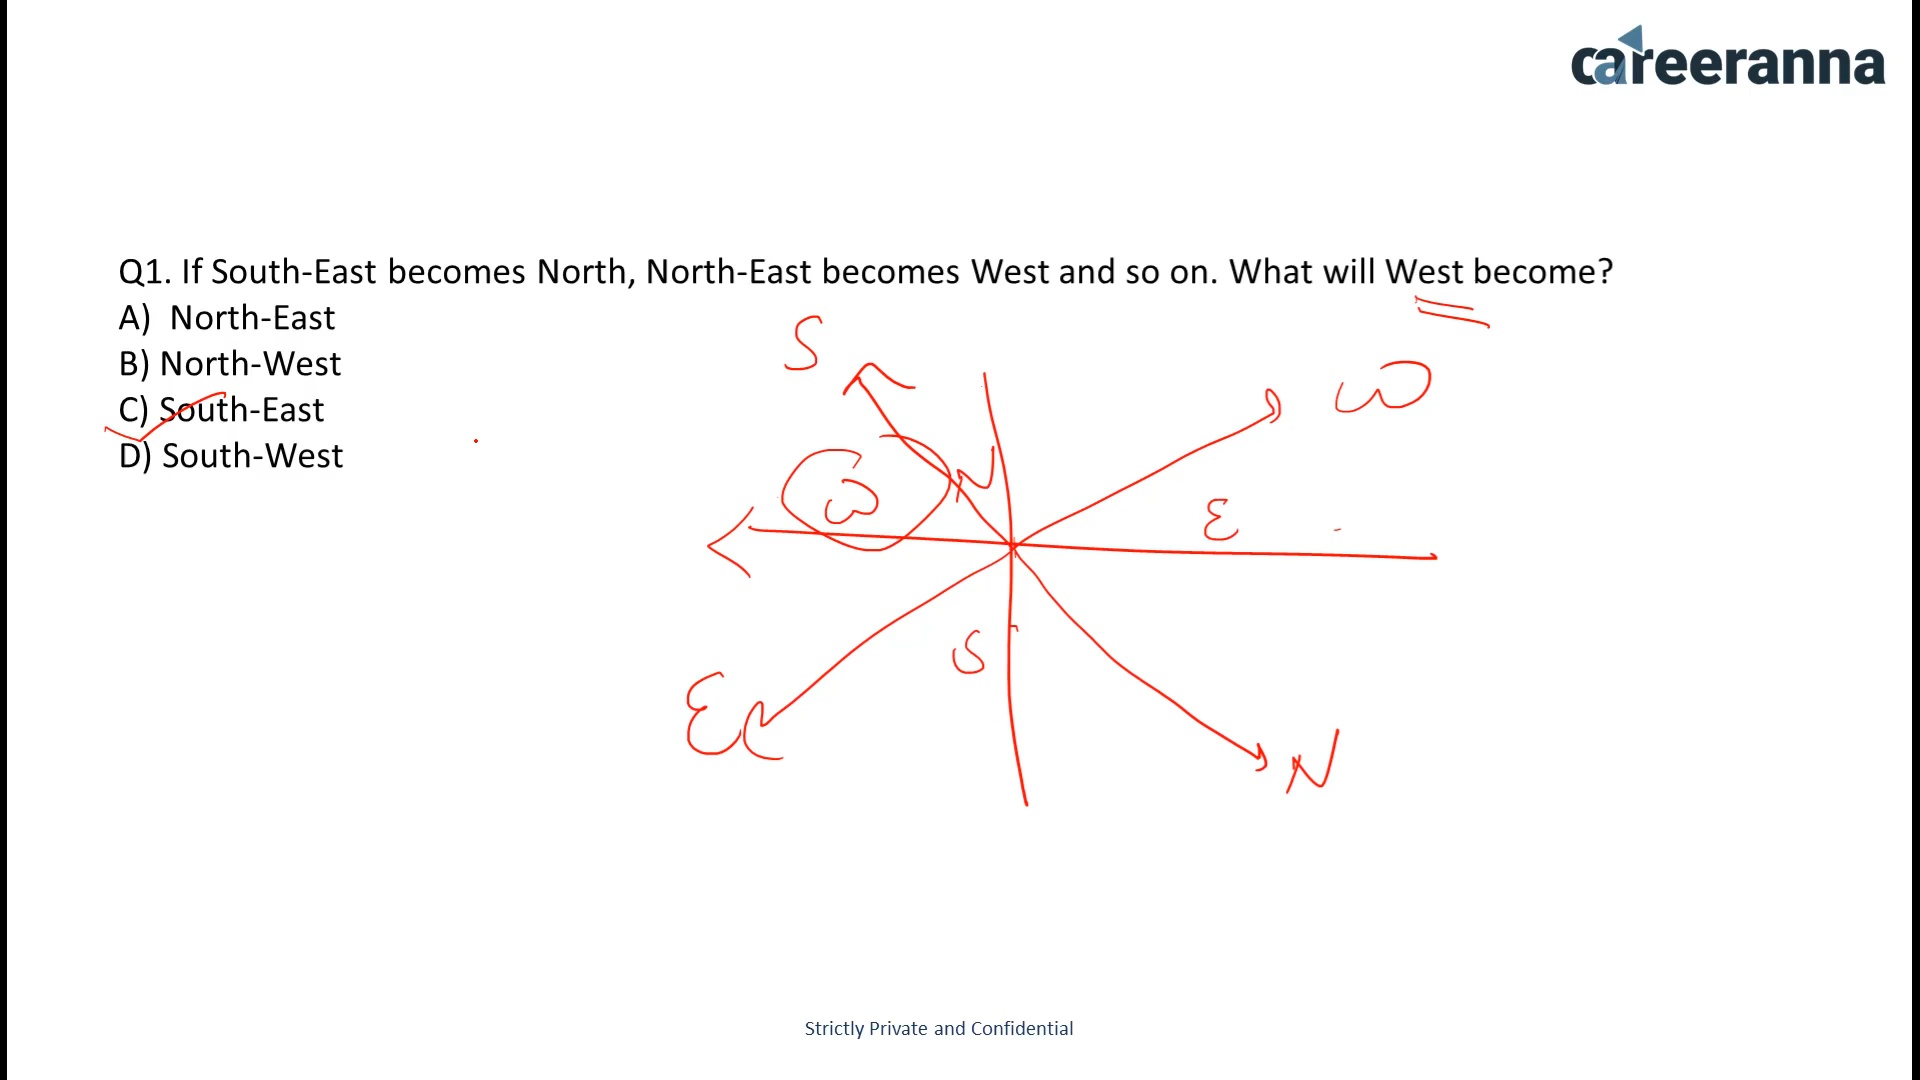 careeranna
Q1. If South-East becomes North, North-East becomes West and so on. What will West become?
A) North-East
B) North-West
C) South-East
D) South-West
S
W
W
N
E
S
E
N
Strictly Private and Confidential